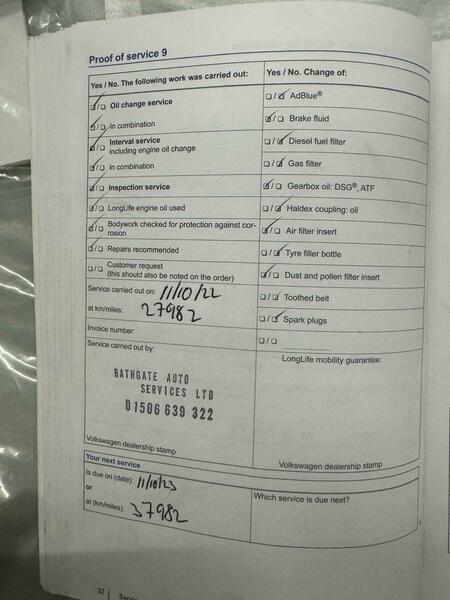 Proof of service 9
Yes / No. The following work was carried out:
Oil change service
In combination
Interval service
including engine oil change
In combination
Inspection service
LongLife engine oil used
Bodywork checked for protection against cor-
rosion
Repairs recommended
Customer request
(this should also be noted on the order)
Service carried out on: 11/10/22
at km/miles: 27982
Invoice number:
Service carried out by:
BATHGATE AUTO
SERVICES LTD
01506 639 322
Volkswagen dealership stamp
Yes / No. Change of:
AdBlue®
Brake fluid
Diesel fuel filter
Gas filter
Gearbox oil: DSG®, ATF
Haldex coupling: oil
Air filter insert
Tyre filler bottle
Dust and pollen filter insert
Toothed belt
Spark plugs
LongLife mobility guarantee:
Volkswagen dealership stamp
Your next service
Is due on (date): 11/10/23
or
at (km/miles): 37982
Which service is due next?
22